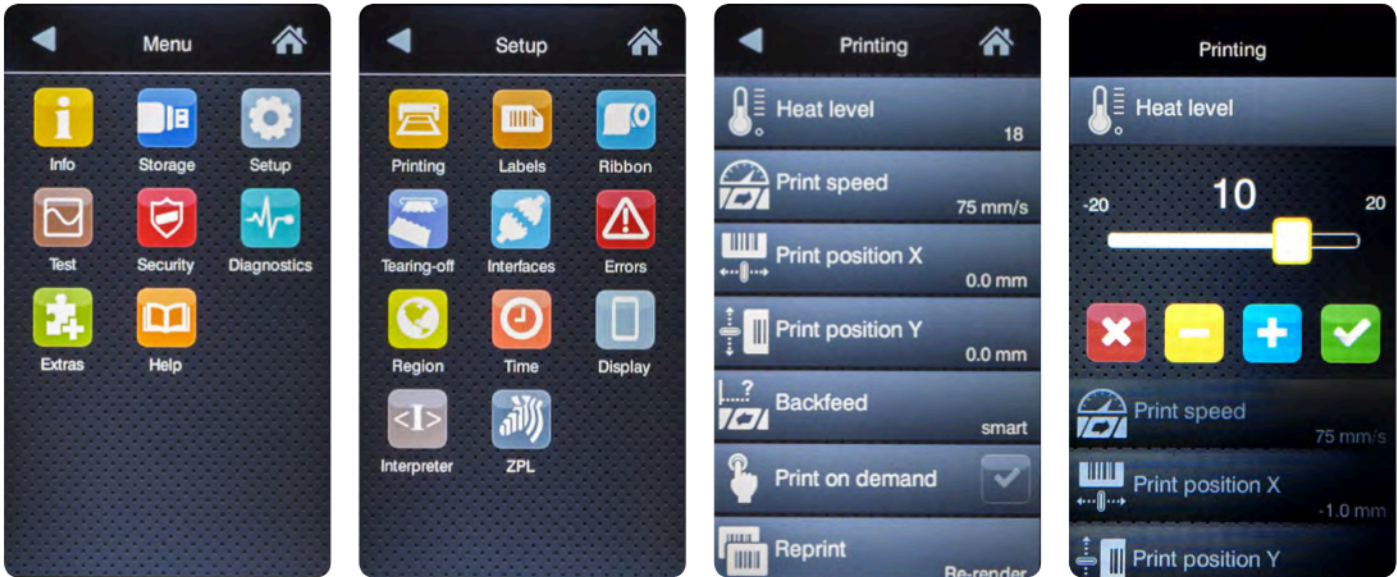 Menu
Info Storage Setup
Test Security Diagnostics
Extras Help
Setup
Printing Labels Ribbon
Tearing-off Interfaces Errors
Region Time Display
<I>
Interpreter ZPL
Printing
Heat level
18
Print speed
75 mm/s
Print position X
0.0 mm
Print position Y
0.0 mm
...?
Backfeed
smart
Print on demand
Reprint
Re-render
Printing
Heat level
-20 10 20
Print speed
75 mm/s
Print position X
-1.0 mm
Print position Y